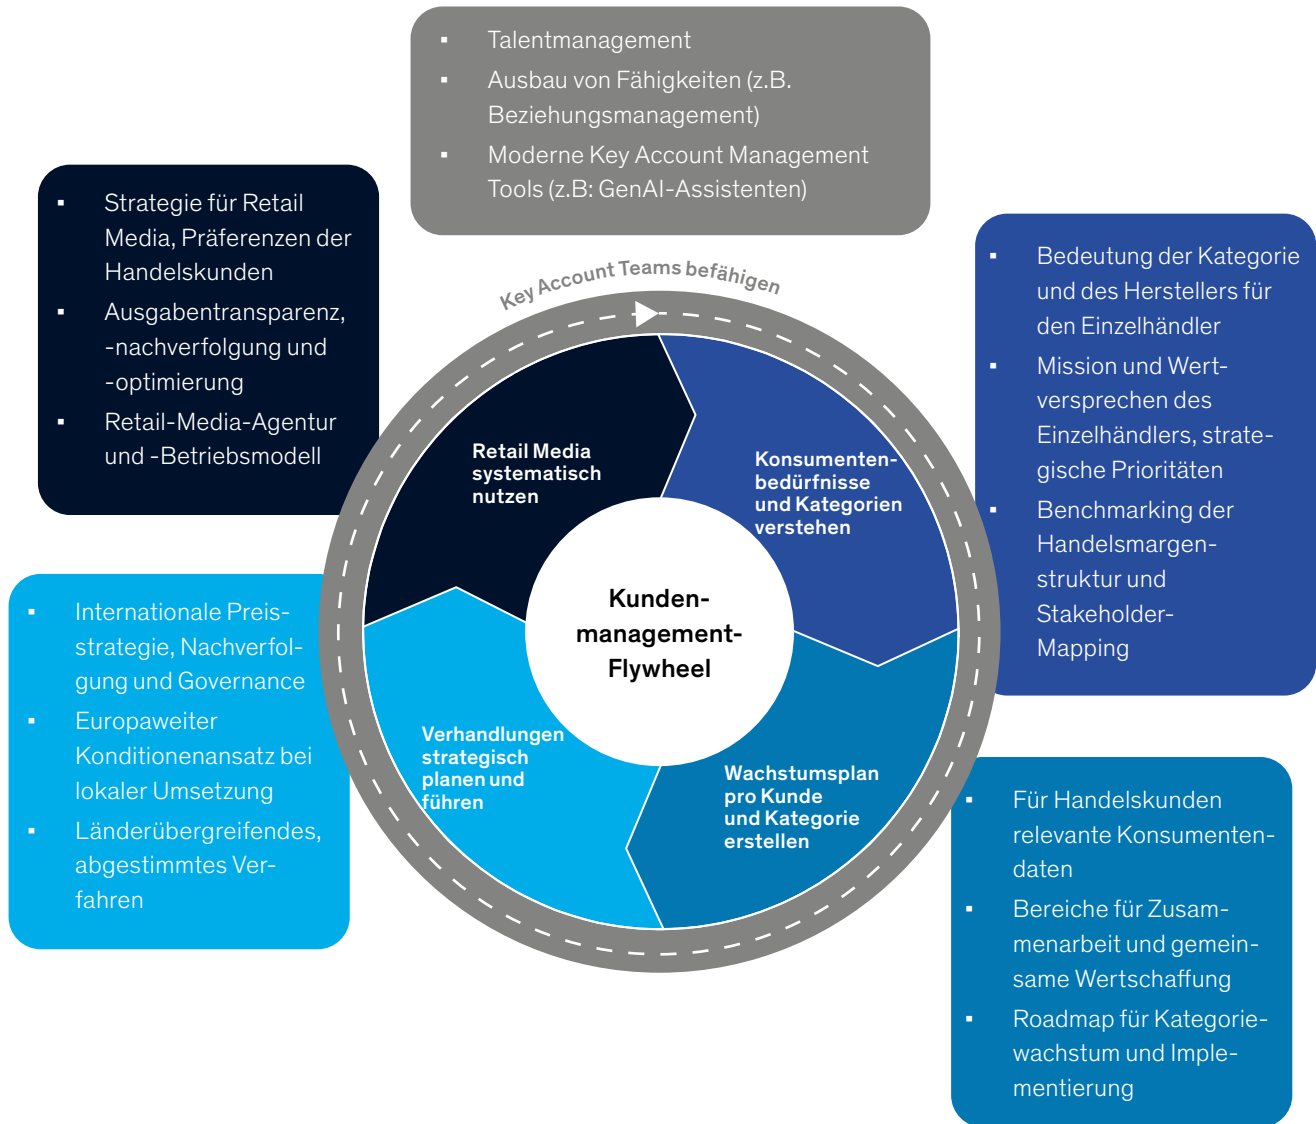 ▪ Talentmanagement
▪ Ausbau von Fähigkeiten (z.B.
Beziehungsmanagement)
▪ Moderne Key Account Management
Tools (z.B: GenAI-Assistenten)
▪ Strategie für Retail
Media, Präferenzen der
Handelskunden
▪ Ausgabentransparenz,
-nachverfolgung und
-optimierung
▪ Retail-Media-Agentur
und -Betriebsmodell
Key Account Teams befähigen
▪ Bedeutung der Kategorie
und des Herstellers für
den Einzelhändler
▪ Mission und Wert-
versprechen des
Einzelhändlers, strate-
gische Prioritäten
▪ Benchmarking der
Handelsmargen-
struktur und
Stakeholder-
Mapping
Retail Media
systematisch
nutzen
Konsumenten-
bedürfnisse
und Kategorien
verstehen
Kunden-
management-
Flywheel
▪ Internationale Preis-
strategie, Nachverfol-
gung und Governance
▪ Europaweiter
Konditionenansatz bei
lokaler Umsetzung
▪ Länderübergreifendes,
abgestimmtes Ver-
fahren
Verhandlungen
strategisch
planen und
führen
Wachstumsplan
pro Kunde
und Kategorie
erstellen
▪ Für Handelskunden
relevante Konsumenten-
daten
▪ Bereiche für Zusam-
menarbeit und gemein-
same Wertschaffung
▪ Roadmap für Kategorie-
wachstum und Imple-
mentierung